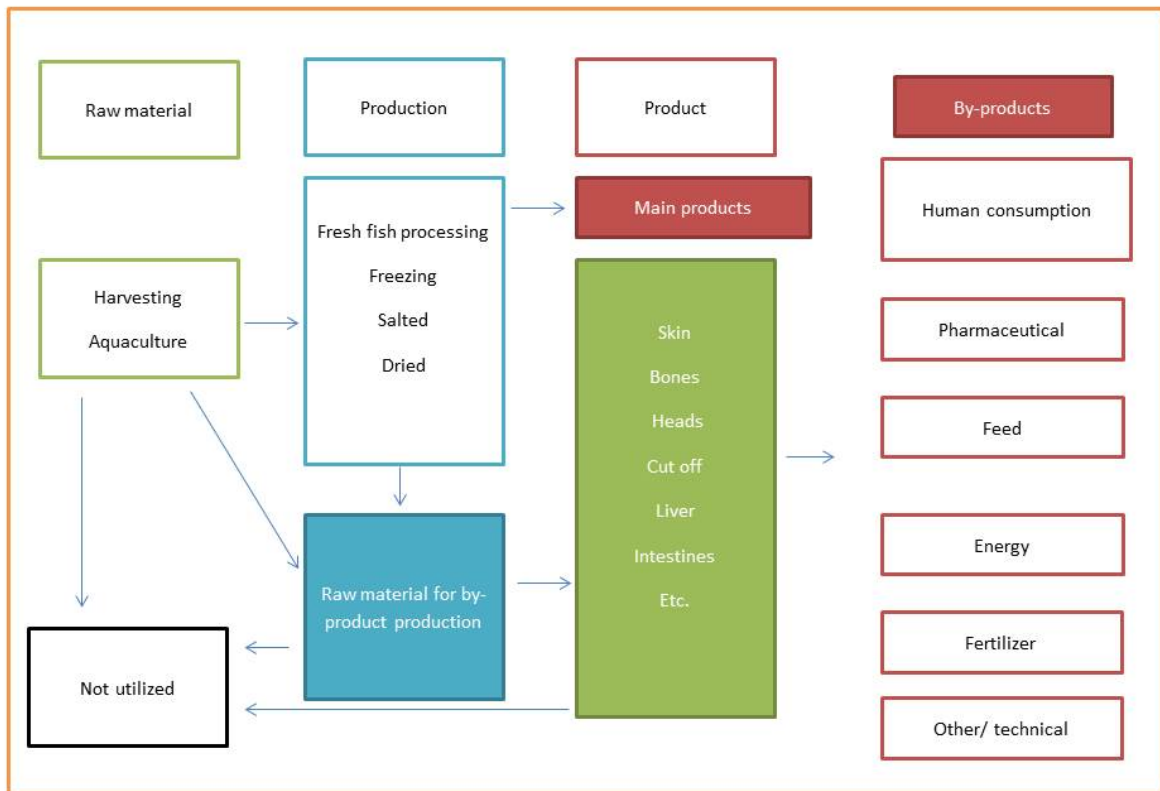 Raw material
Production
Product
By-products
Harvesting
Aquaculture
Fresh fish processing
Freezing
Salted
Dried
Main products
Raw material for by-
product production
Not utilized
Skin
Bones
Heads
Cut off
Liver
Intestines
Etc.
Human consumption
Pharmaceutical
Feed
Energy
Fertilizer
Other/ technical